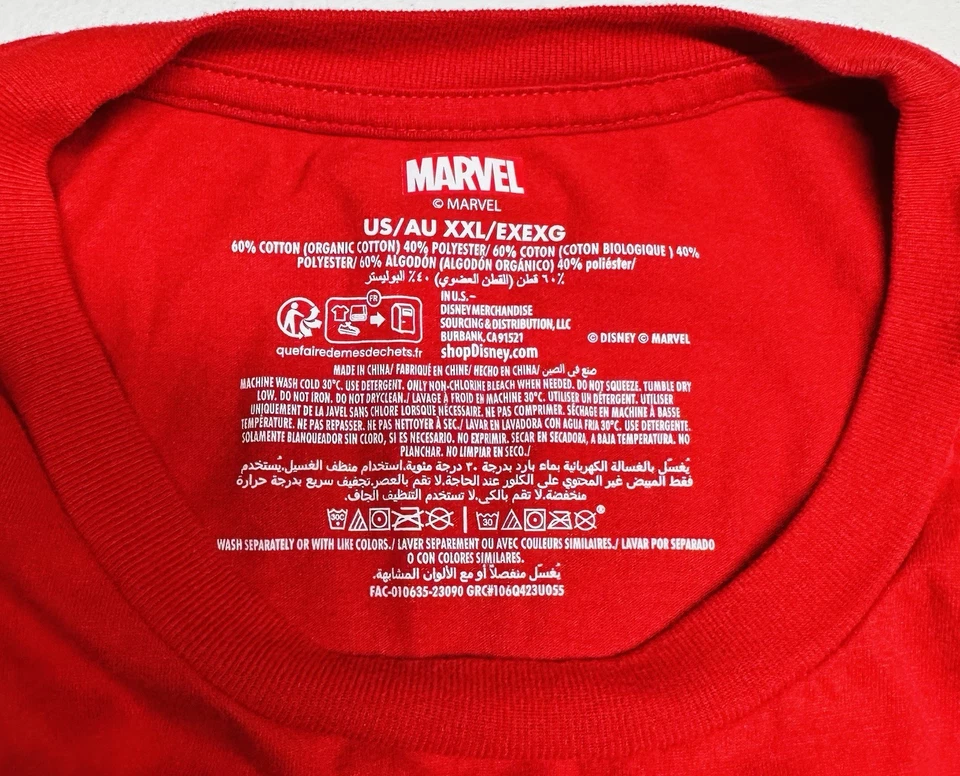 MARVEL
© MARVEL
US/AU XXL/EXEXG
60% COTTON (ORGANIC COTTON) 40% POLYESTER/ 60% COTON (COTON BIOLOGIQUE ) 40%
POLYESTER/ 60% ALGODÓN (ALGODÓN ORGÁNICO) 40% poliéster/
٦٠٪ قطن (القطن العضوي) ٤٠٪ البوليستر
FR
quefairedemesdechets.fr
IN U.S.–
DISNEY MERCHANDISE
SOURCING & DISTRIBUTION, LLC
BURBANK, CA 91521
shopDisney.com
© DISNEY © MARVEL
MADE IN CHINA/ FABRIQUÉ EN CHINE/ HECHO EN CHINA/ صنع في الصين
MACHINE WASH COLD 30°C. USE DETERGENT. ONLY NON-CHLORINE BLEACH WHEN NEEDED. DO NOT SQUEEZE. TUMBLE DRY
LOW. DO NOT IRON. DO NOT DRYCLEAN./ LAVAGE À FROID EN MACHINE 30°C. UTILISER UN DÉTERGENT. UTILISER
UNIQUEMENT DE LA JAVEL SANS CHLORE LORSQUE NÉCESSAIRE. NE PAS COMPRIMER. SÉCHAGE EN MACHINE À BASSE
TEMPÉRATURE. NE PAS REPASSER. NE PAS NETTOYER À SEC./ LAVAR EN LAVADORA CON AGUA FRIA 30°C. USE DETERGENTE.
SOLAMENTE BLANQUEADOR SIN CLORO, SI ES NECESARIO. NO EXPRIMIR. SECAR EN SECADORA, A BAJA TEMPERATURA. NO
PLANCHAR. NO LIMPIAR EN SECO./
يُغسَل بالغسالة الكهربائية بماء بارد بدرجة ٣٠ درجة مئوية.استخدام منظف الغسيل.يُستخدم
فقط المبيض غير المحتوي على الكلور عند الحاجة.لا تقم بالعصر.تجفيف سريع بدرجة حرارة
منخفضة.لا تقم بالكي.لا تستخدم التنظيف الجاف.
30C 30 ®
WASH SEPARATELY OR WITH LIKE COLORS./ LAVER SEPAREMENT OU AVEC COULEURS SIMILAIRES./ LAVAR POR SEPARADO
O CON COLORES SIMILARES.
يُغسَل منفصلاً أو مع الألوان المشابهة.
FAC-010635-23090 GRC#106Q423U055